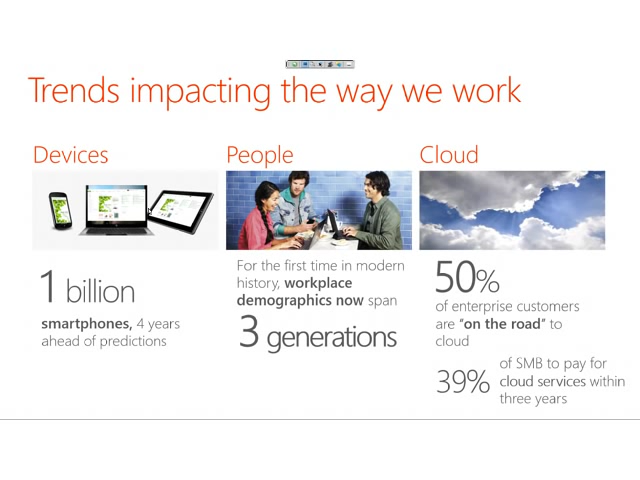 Trends impacting the way we work
Devices
1 billion
smartphones, 4 years
ahead of predictions
People
For the first time in modern
history, workplace
demographics now span
3 generations
Cloud
50%
of enterprise customers
are “on the road” to
cloud
39%
of SMB to pay for
cloud services within
three years